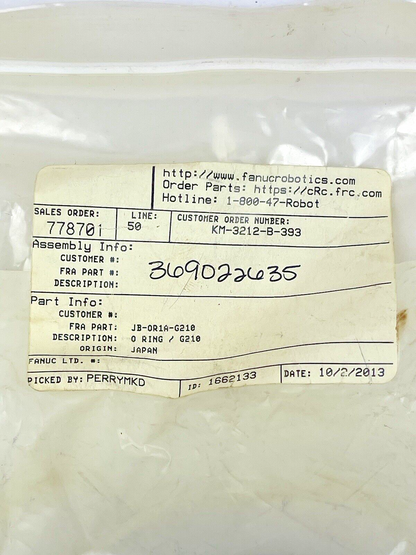 http://www.fanucrobotics.com
Order Parts: https://cRc.frc.com
Hotline: 1-800-47-Robot
SALES ORDER: 77870i
LINE: 50
CUSTOMER ORDER NUMBER: KM-3212-B-393
Assembly Info:
CUSTOMER #:
FRA PART #:
DESCRIPTION:
369022635
Part Info:
CUSTOMER #:
FRA PART: JB-OR1A-G210
DESCRIPTION: O RING / G210
ORIGIN: JAPAN
FANUC LTD. #:
PICKED BY: PERRYMKD
ID: 1662133
DATE: 10/2/2013